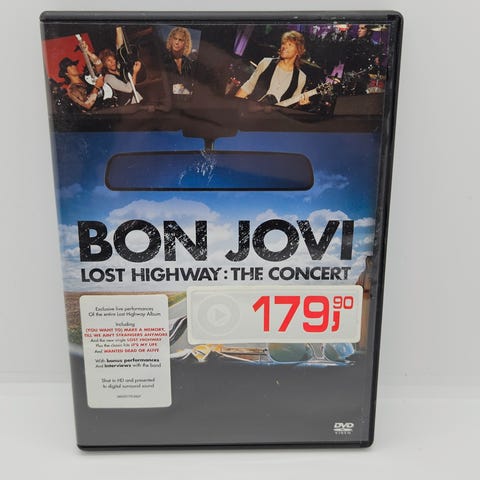 BON JOVI
LOST HIGHWAY: THE CONCERT
Exclusive live performances
Of the entire Lost Highway Album
Including
(YOU WANT TO) MAKE A MEMORY,
TILL WE AIN'T STRANGERS ANYMORE
And the new single LOST HIGHWAY
Plus the classic hits IT'S MY LIFE
And WANTED DEAD OR ALIVE
With bonus performances
And interviews with the band
Shot in HD and presented
In digital surround sound
179,90
DVD
VIDEO